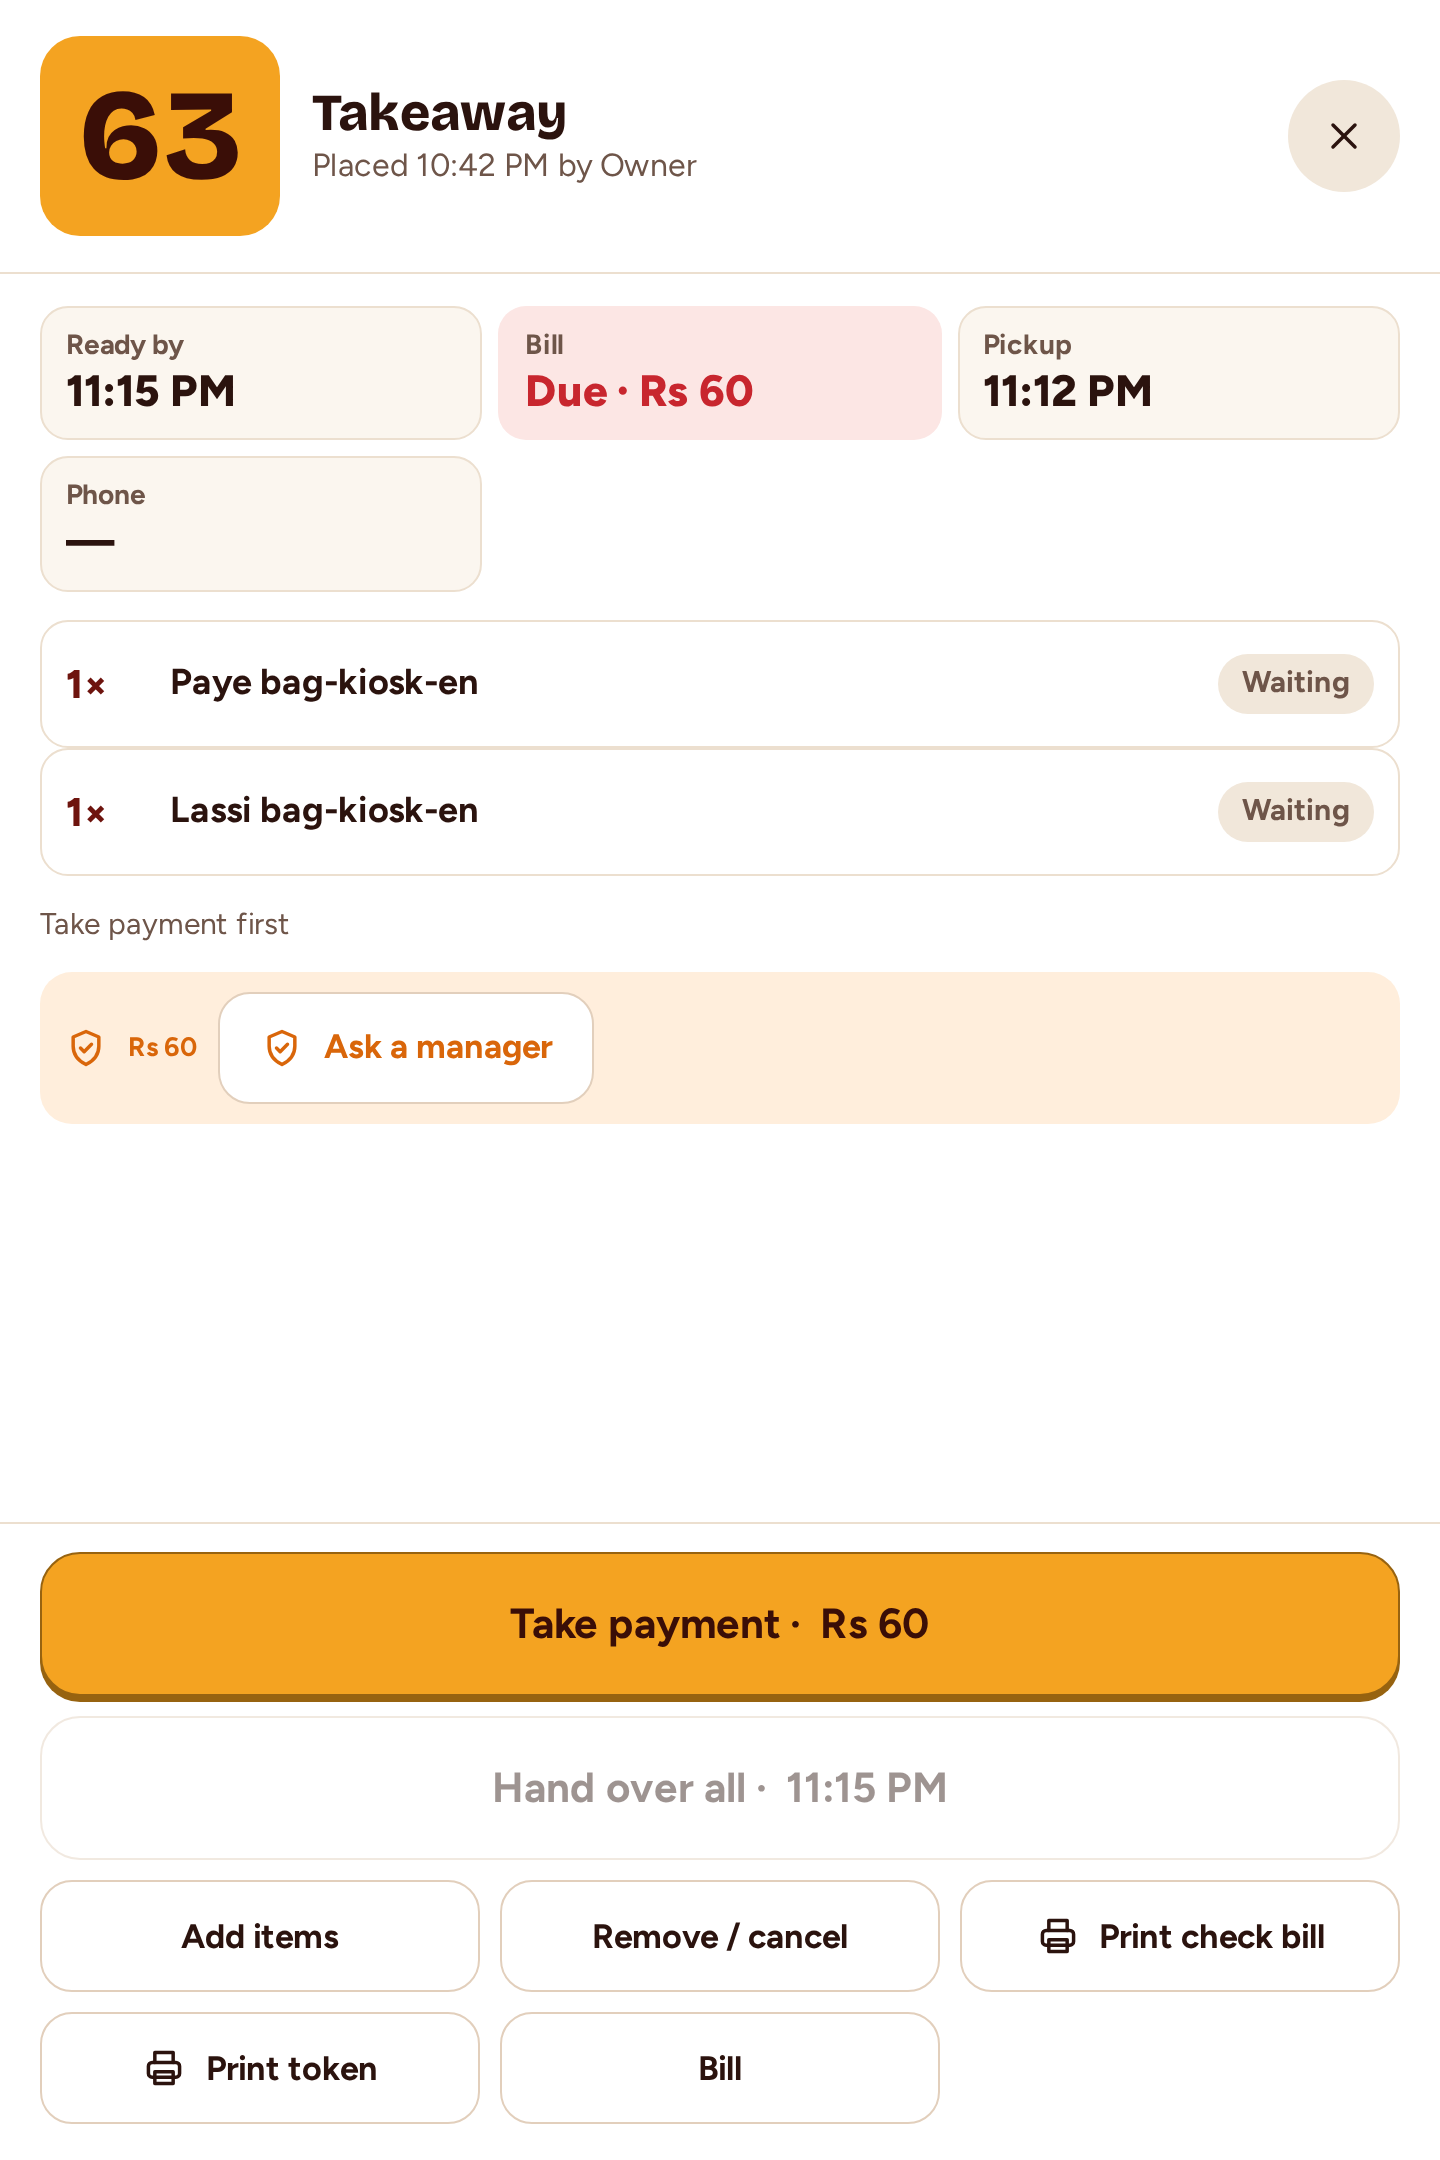 63
Takeaway
Placed 10:42 PM by Owner
Ready by
11:15 PM
Bill
Due · Rs 60
Pickup
11:12 PM
Phone
—
1× Paye bag-kiosk-en Waiting
1× Lassi bag-kiosk-en Waiting
Take payment first
Rs 60 Ask a manager
Take payment · Rs 60
Hand over all · 11:15 PM
Add items Remove / cancel Print check bill
Print token Bill